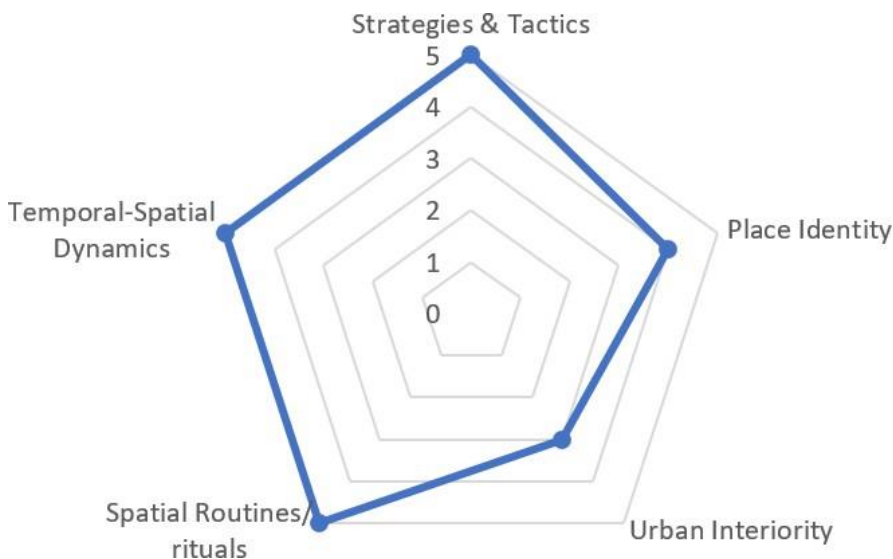 Strategies & Tactics
5
4
3
2
1
0
Place Identity
Temporal-Spatial
Dynamics
Spatial Routines/
rituals
Urban Interiority